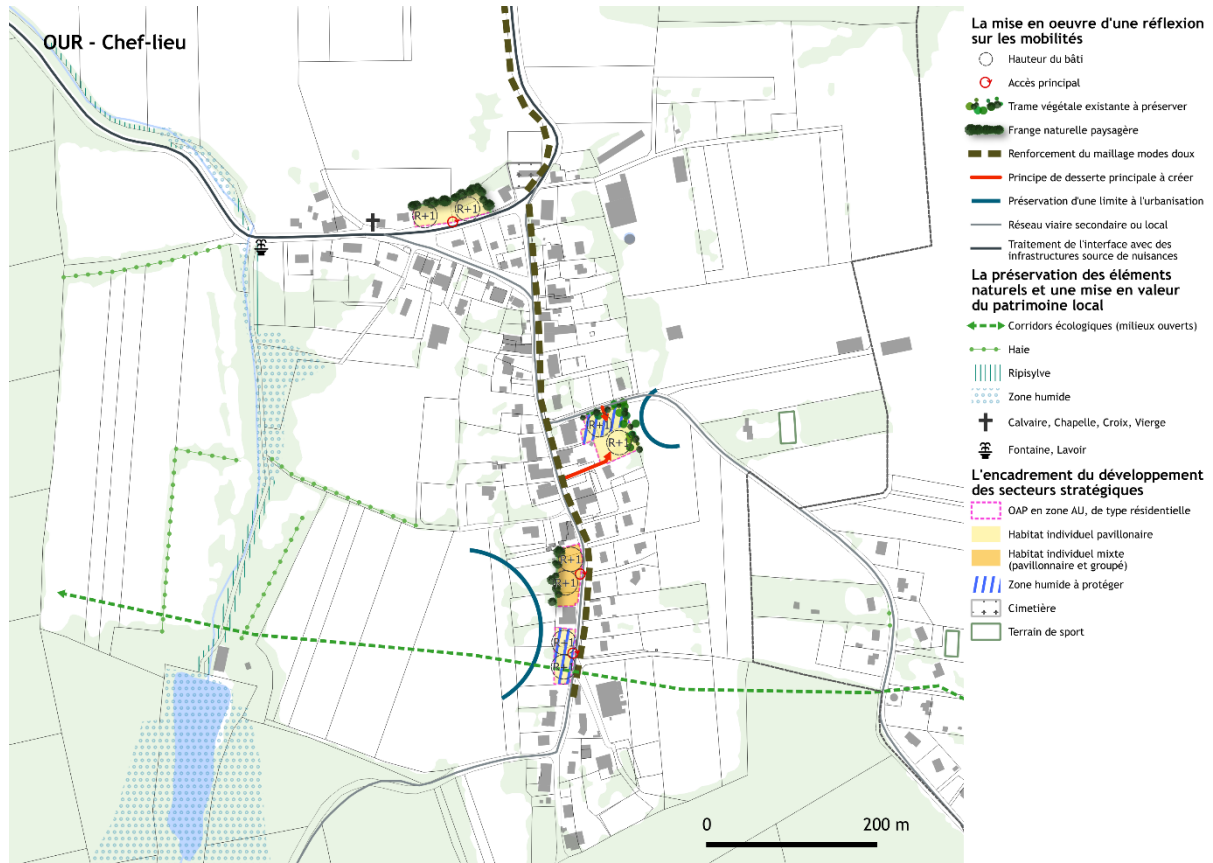 OUR - Chef-lieu
R+1
R+1
R+1
R+1
R+1
R+1
R+1
R+1
0
200 m
La mise en oeuvre d'une réflexion
sur les mobilités
Hauteur du bâti
Accès principal
Trame végétale existante à préserver
Frange naturelle paysagère
Renforcement du maillage modes doux
Principe de desserte principale à créer
Préservation d'une limite à l'urbanisation
Réseau viaire secondaire ou local
Traitement de l'interface avec des
infrastructures source de nuisances
La préservation des éléments
naturels et une mise en valeur
du patrimoine local
Corridors écologiques (milieux ouverts)
Haie
Ripisylve
Zone humide
Calvaire, Chapelle, Croix, Vierge
Fontaine, Lavoir
L'encadrement du développement
des secteurs stratégiques
OAP en zone AU, de type résidentielle
Habitat individuel pavillonaire
Habitat individuel mixte
(pavillonnaire et groupé)
Zone humide à protéger
Cimetière
Terrain de sport